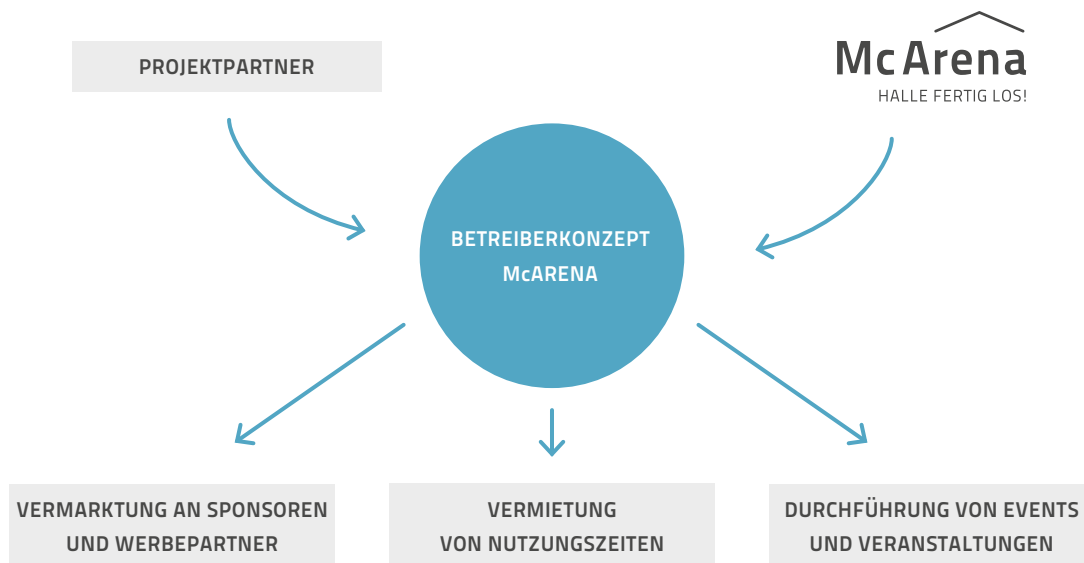 PROJEKTPARTNER
McArena
HALLE FERTIG LOS!
BETREIBERKONZEPT
McARENA
VERMARKTUNG AN SPONSOREN
UND WERBEPARTNER
VERMIETUNG
VON NUTZUNGSZEITEN
DURCHFÜHRUNG VON EVENTS
UND VERANSTALTUNGEN